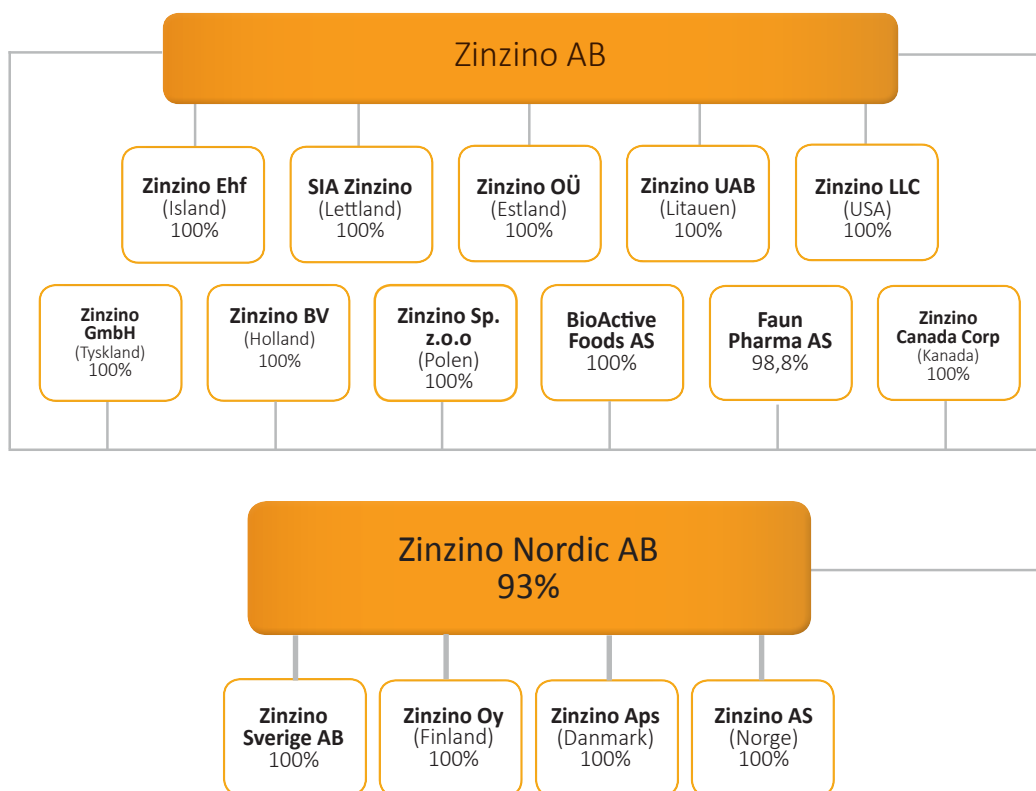 Zinzino AB
Zinzino Ehf
(Island)
100%
SIA Zinzino
(Lettland)
100%
Zinzino OÜ
(Estland)
100%
Zinzino UAB
(Litauen)
100%
Zinzino LLC
(USA)
100%
Zinzino
GmbH
(Tyskland)
100%
Zinzino BV
(Holland)
100%
Zinzino Sp.
z.o.o
(Polen)
100%
BioActive
Foods AS
100%
Faun
Pharma AS
98,8%
Zinzino
Canada Corp
(Kanada)
100%
Zinzino Nordic AB
93%
Zinzino
Sverige AB
100%
Zinzino Oy
(Finland)
100%
Zinzino Aps
(Danmark)
100%
Zinzino AS
(Norge)
100%